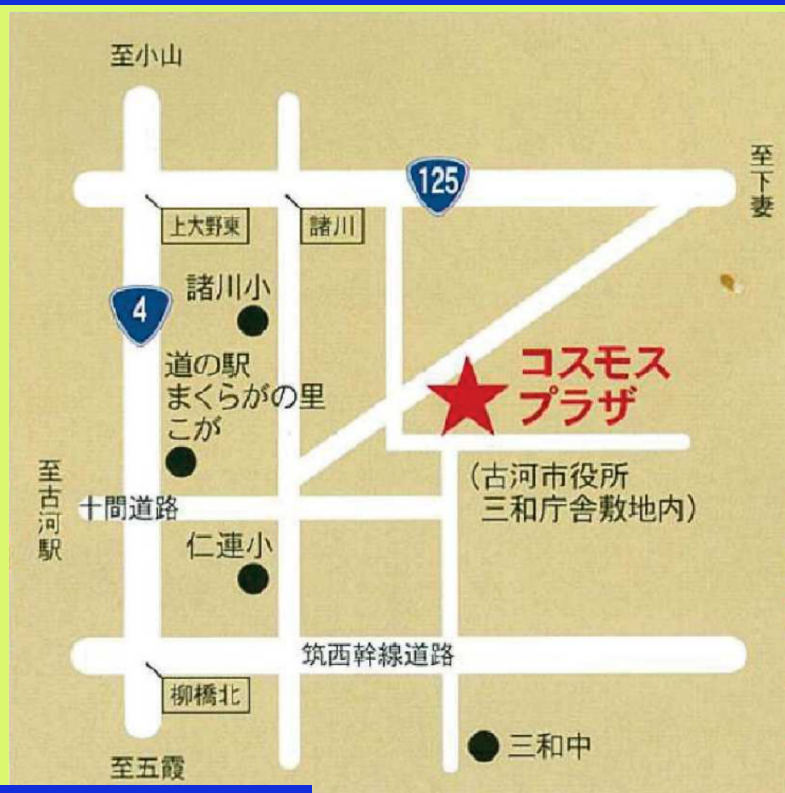 至小山
125
至下妻
上大野東
諸川
4
諸川小
道の駅
まくらがの里
こが
コスモス
プラザ
至古河駅
十間道路
(古河市役所
三和庁舎敷地内)
仁連小
筑西幹線道路
柳橋北
三和中
至五霞